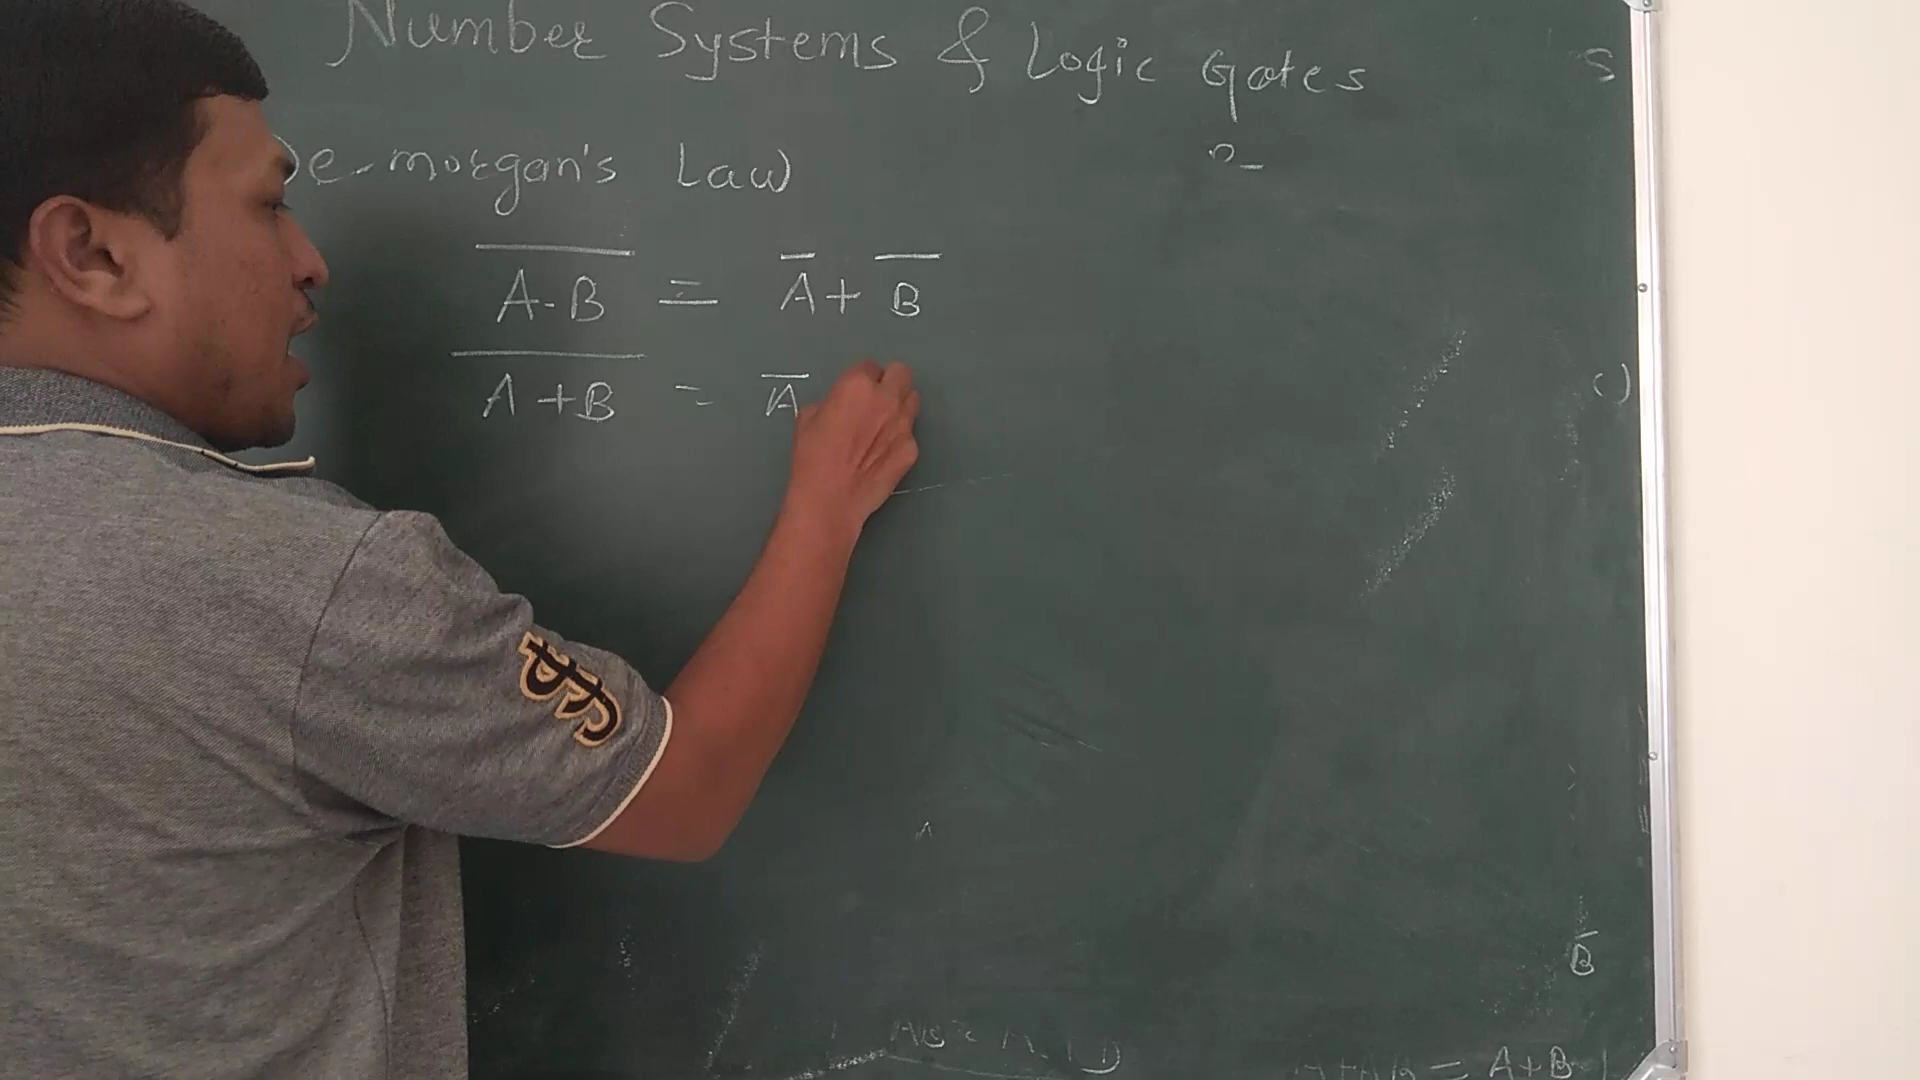 Number Systems & Logic Gates
De-morgan's Law
A̅ ̅·̅ ̅B̅ = A̅ + B̅
A̅ ̅+̅ ̅B̅ = A̅
B̅
= A+B